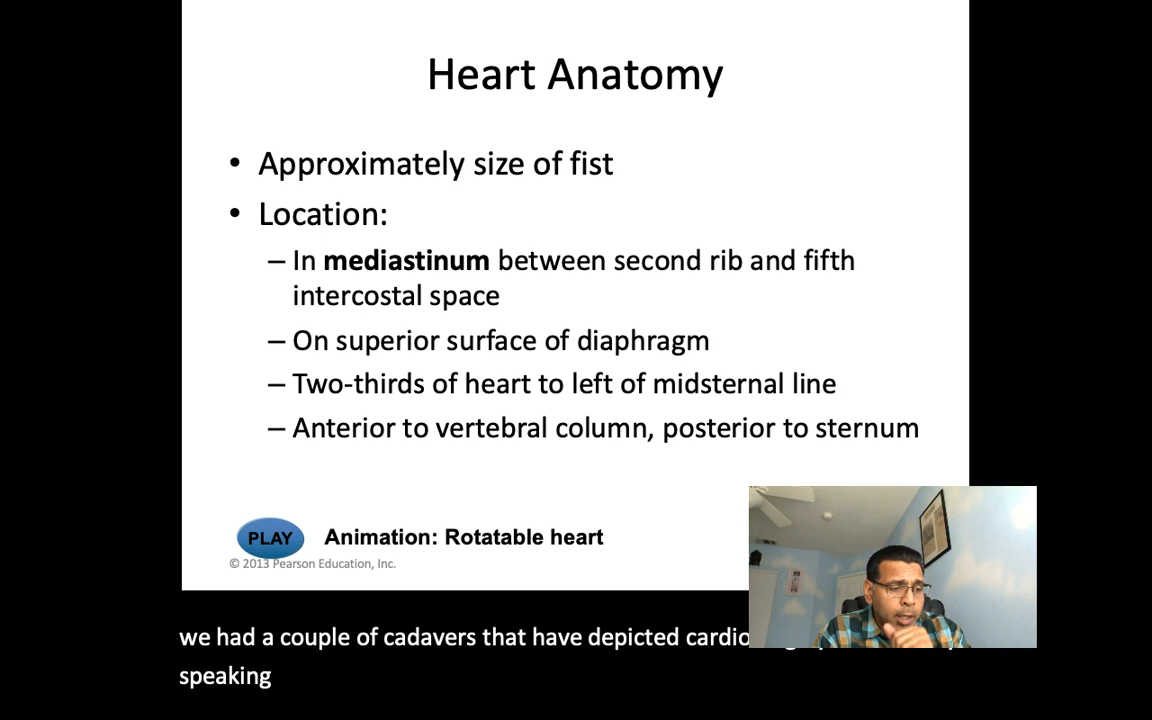 Heart Anatomy
• Approximately size of fist
• Location:
– In mediastinum between second rib and fifth
intercostal space
– On superior surface of diaphragm
– Two-thirds of heart to left of midsternal line
– Anterior to vertebral column, posterior to sternum
PLAY Animation: Rotatable heart
© 2013 Pearson Education, Inc.
we had a couple of cadavers that have depicted
speaking